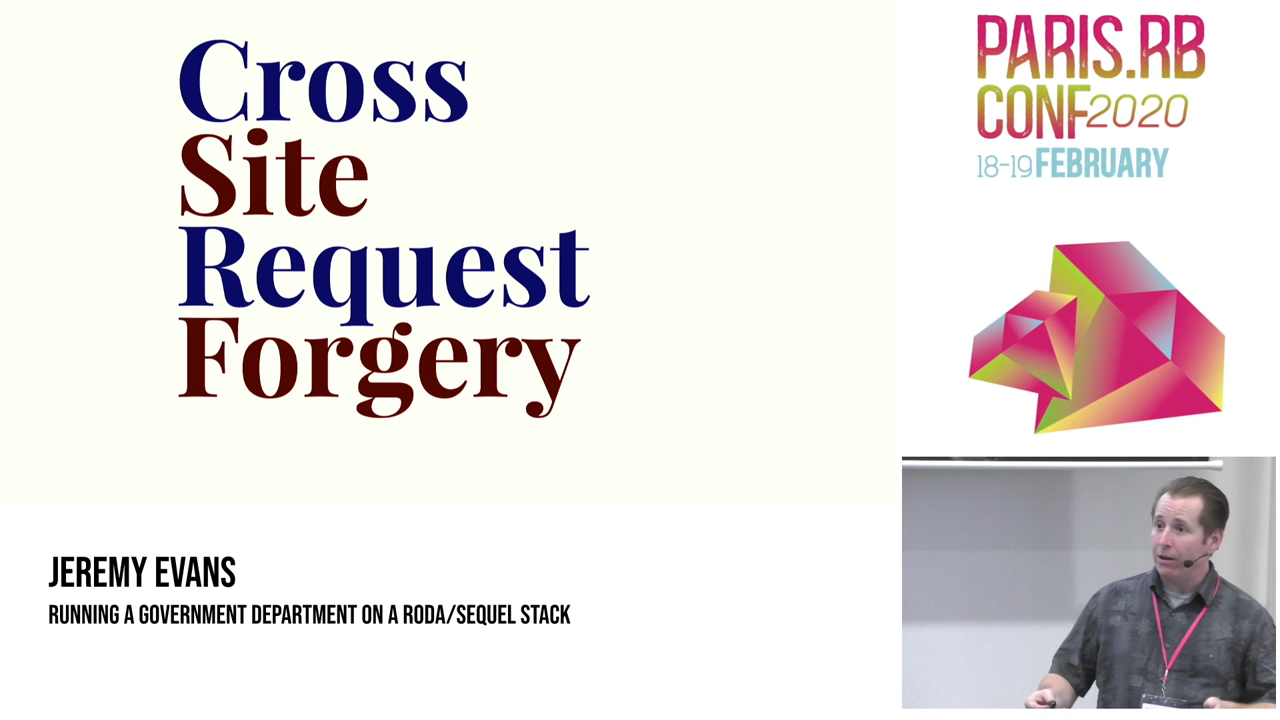 Cross
Site
Request
Forgery
PARIS.RB
CONF2020
18-19 FEBRUARY
JEREMY EVANS
RUNNING A GOVERNMENT DEPARTMENT ON A RODA/SEQUEL STACK